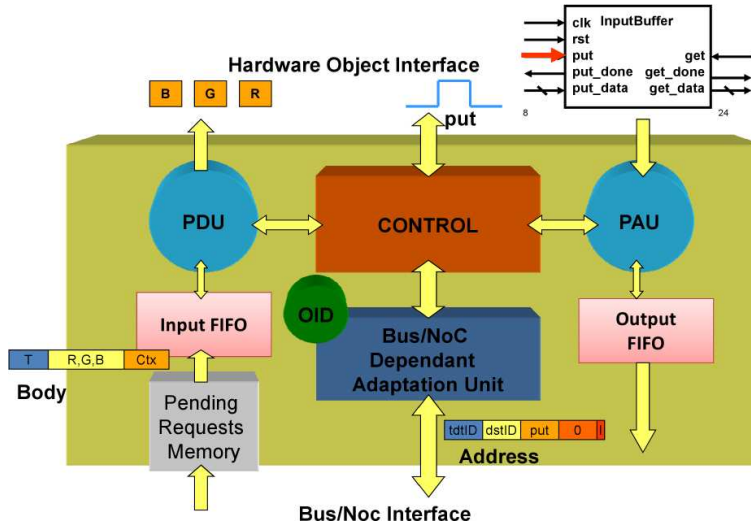 clk InputBuffer
rst
put get
put_done get_done
put_data get_data
8 24
Hardware Object Interface
B G R
put
PDU
CONTROL
PAU
OID
Input FIFO
Bus/NoC
Dependant
Adaptation Unit
Output
FIFO
T R,G,B Ctx
Body
Pending
Requests
Memory
tdtID dstID put 0 I
Address
Bus/Noc Interface